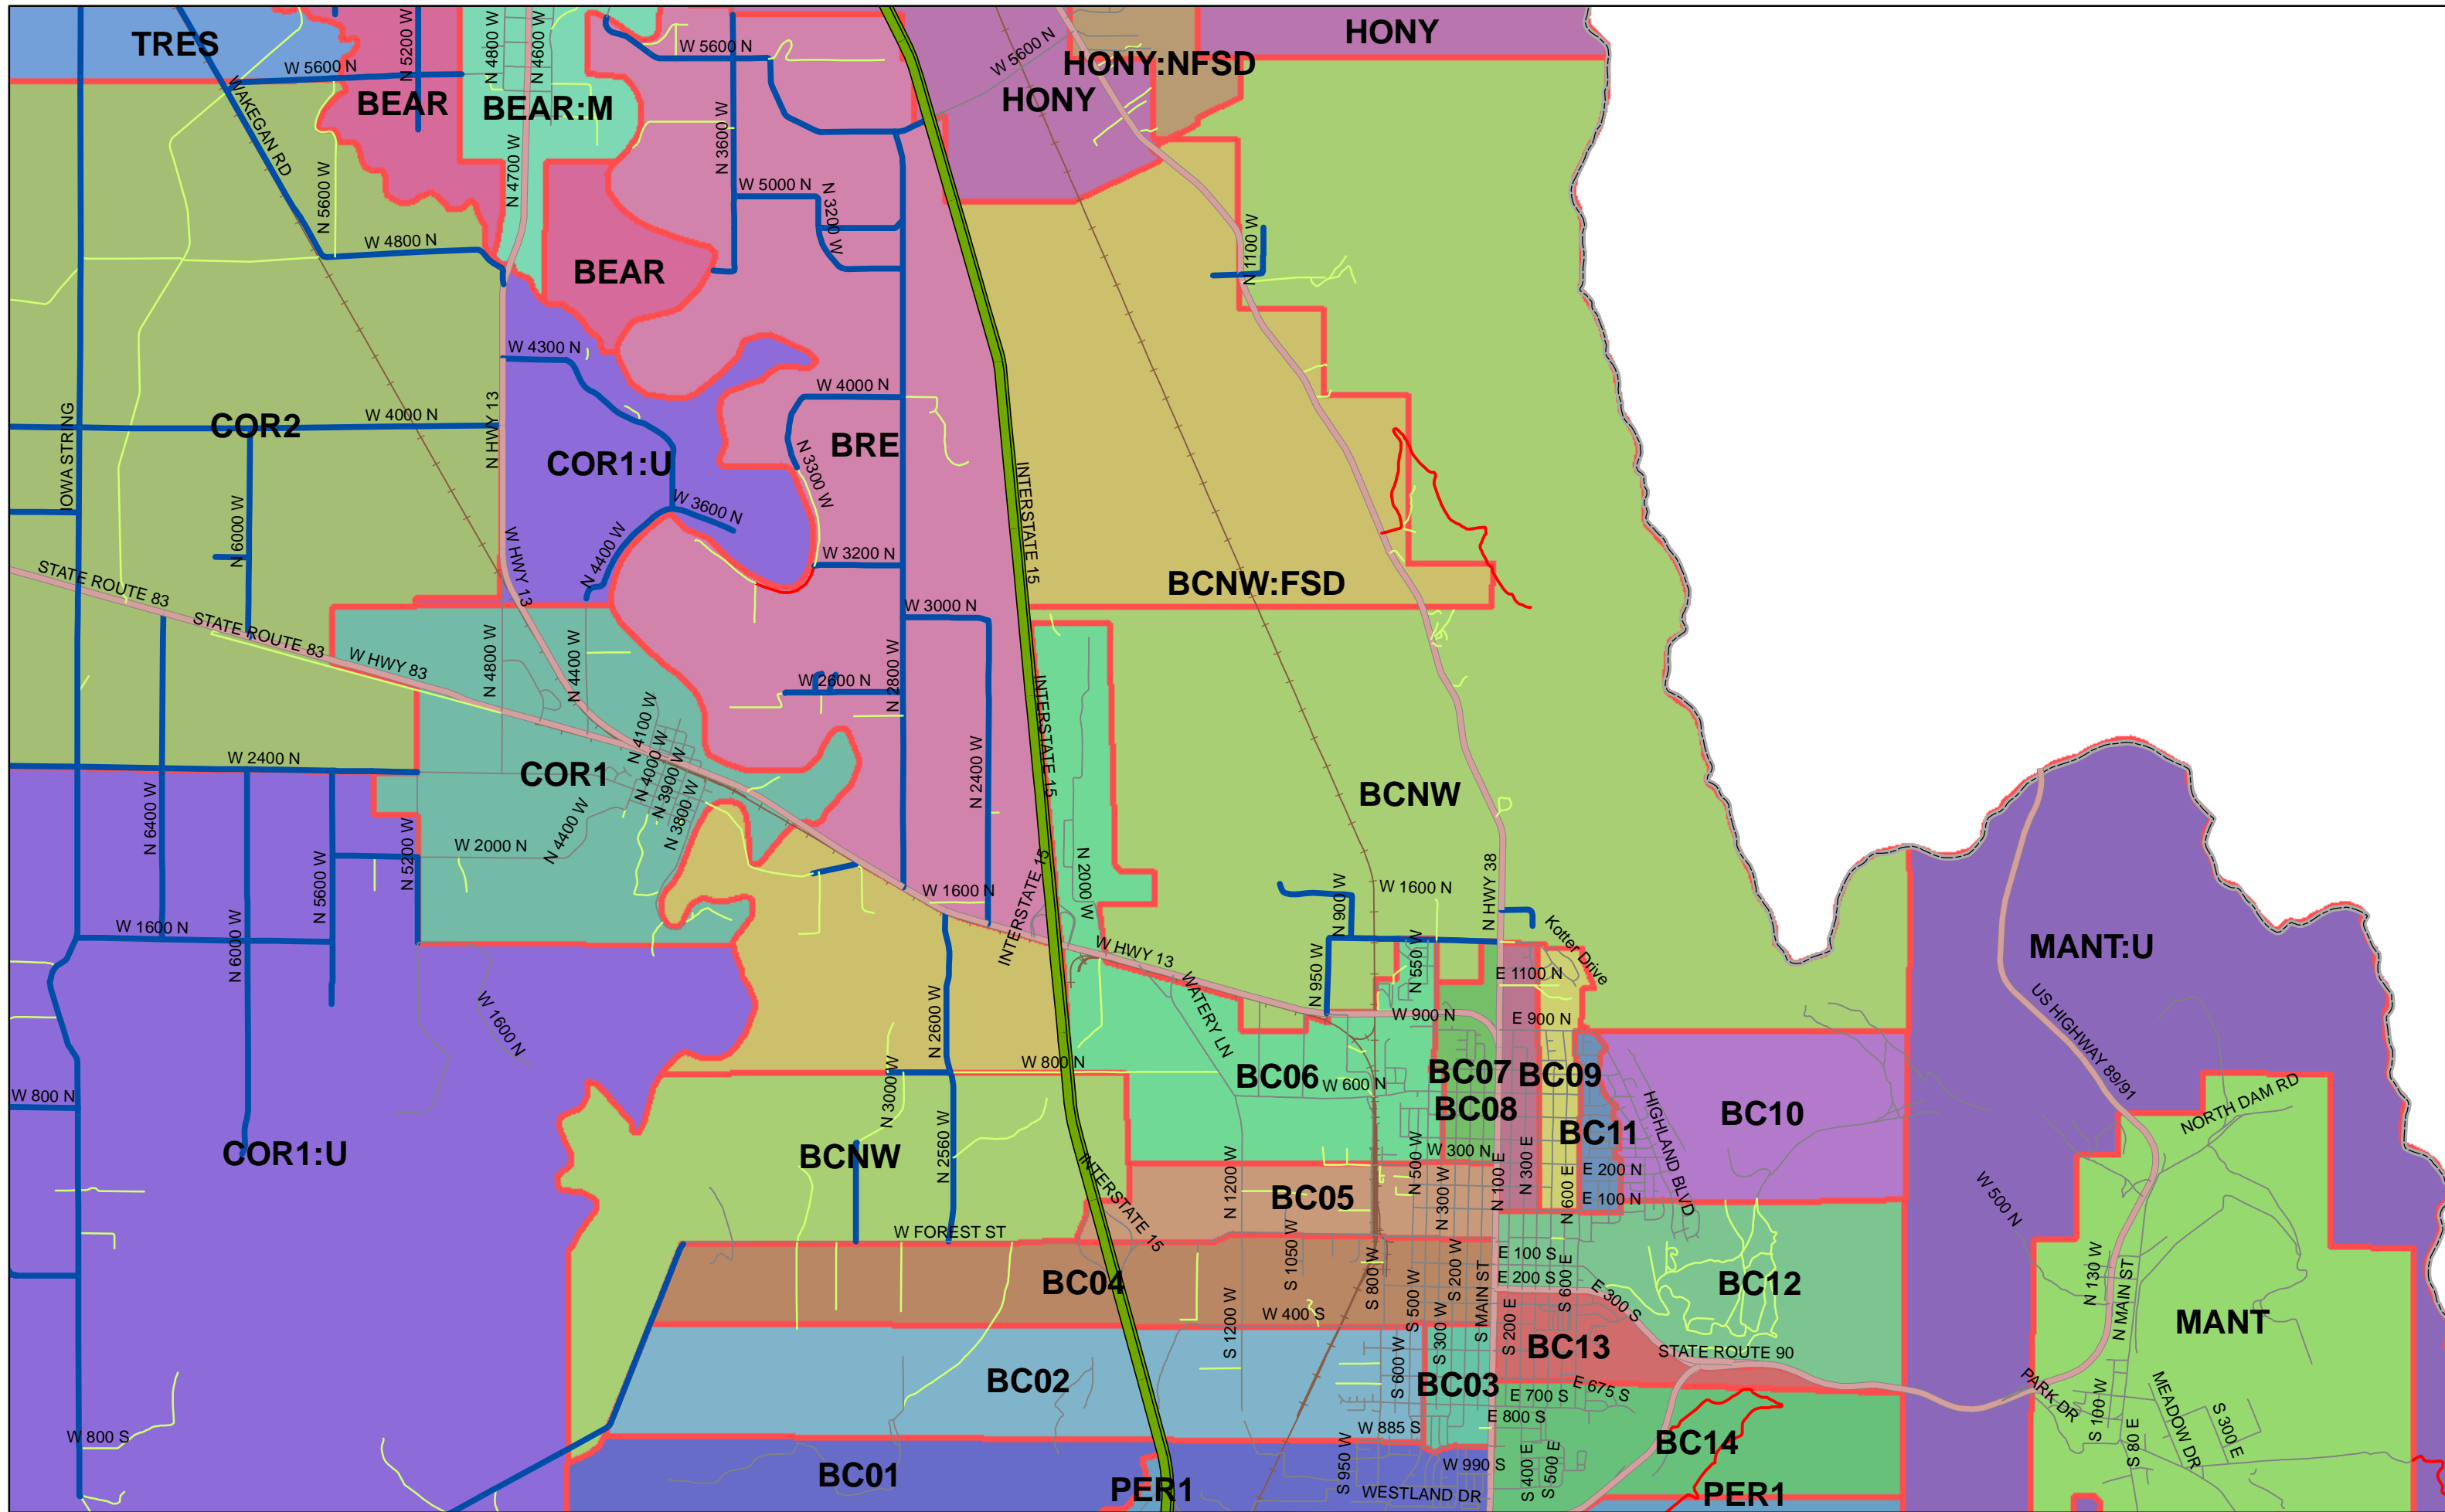 TRES
N 5200 W
N 4800 W
N 4600 W
W 5600 N
W 5600 N
HONY
HONY:NFSD
W 5600 N
HONY
WAKEGAN RD
BEAR
BEAR:M
N 5600 W
N 4700 W
N 3600 W
W 5000 N
N 3200 W
W 4800 N
BEAR
N 1100 W
W 4300 N
IOWA STRING
COR2
W 4000 N
N HWY 13
COR1:U
W 4000 N
BRE
N 3300 W
W 3600 N
N 6000 W
W HWY 13
N 4400 W
W 3200 N
INTERSTATE 15
BCNW:FSD
STATE ROUTE 83
STATE ROUTE 83
W HWY 83
N 4800 W
N 4400 W
W 3000 N
N 2800 W
W 2600 N
INTERSTATE 15
N 4100 W
N 4000 W
N 3900 W
N 3800 W
W 2400 N
COR1
N 2400 W
BCNW
N 6400 W
N 5200 W
W 2000 N
N 4400 W
N 5600 W
W 1600 N
INTERSTATE 15
N 2000 W
N 900 W
W 1600 N
N HWY 38
W 1600 N
N 6000 W
W 1600 N
W HWY 13
WATERY LN
N 950 W
N 550 W
E 1100 N
Kotter Drive
MANT:U
US HIGHWAY 89/91
N 2600 W
W 900 N
E 900 N
W 800 N
BC06
W 600 N
BC07
BC09
BC08
BC11
HIGHLAND BLVD
BC10
NORTH DAM RD
W 800 N
N 3000 W
COR1:U
BCNW
N 2560 W
INTERSTATE 15
N 1200 W
N 500 W
W 300 N
N 300 W
N 100 E
N 300 E
N 600 E
E 200 N
E 100 N
W 500 N
BC05
W FOREST ST
S 1050 W
S 800 W
S 500 W
S 200 W
E 100 S
E 200 S
S 600 E
E 300 S
BC12
N 130 W
N MAIN ST
MANT
BC04
S 1200 W
W 400 S
S 300 W
S MAIN ST
S 200 E
BC13
STATE ROUTE 90
BC02
S 600 W
BC03
E 700 S
E 675 S
PARK DR
S 100 W
MEADOW DR
S 300 E
S 80 E
W 800 S
W 885 S
E 800 S
BC14
BC01
PER1
S 950 W
W 990 S
S 400 E
S 500 E
WESTLAND DR
PER1